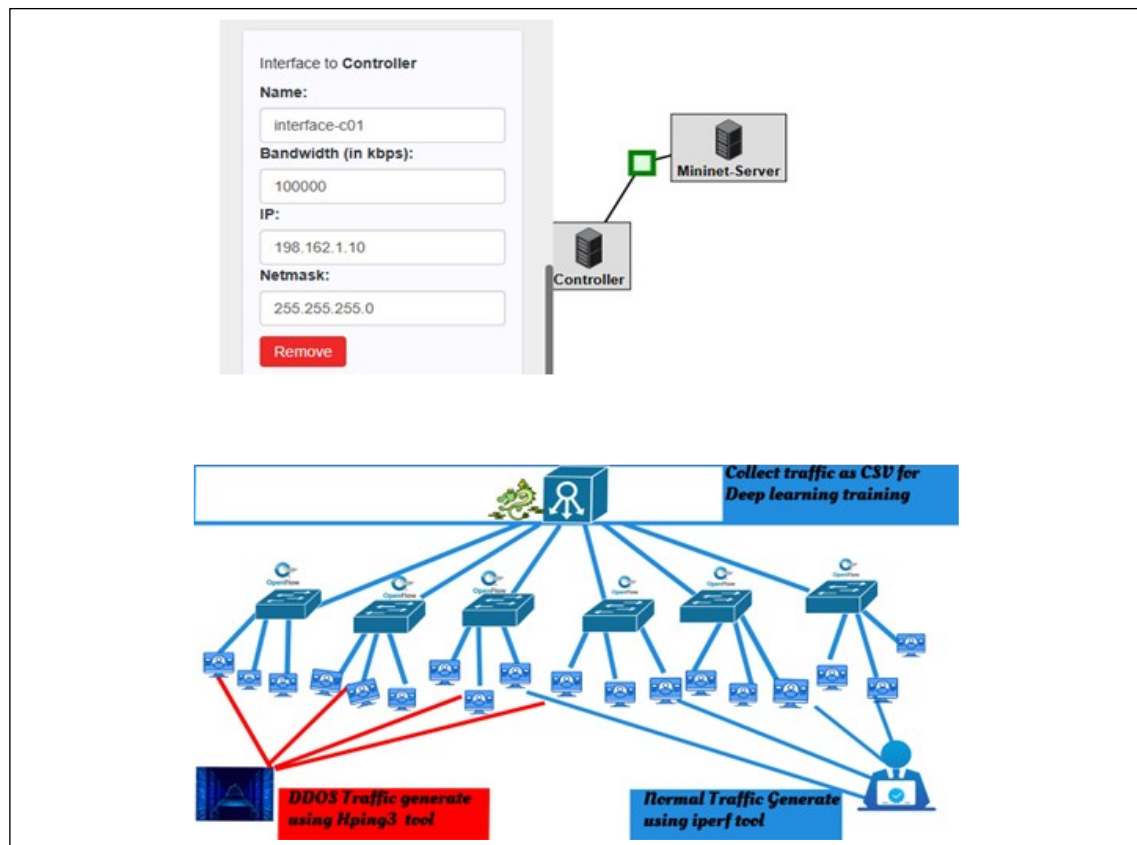 Interface to Controller
Name:
interface-c01
Bandwidth (in kbps):
100000
IP:
198.162.1.10
Netmask:
255.255.255.0
Remove
Mininet-Server
Controller
Collect traffic as CSV for
Deep learning training
OpenFlow
OpenFlow
OpenFlow
OpenFlow
OpenFlow
OpenFlow
DDOS Traffic generate
using Hping3 tool
Normal Traffic Generate
using iperf tool